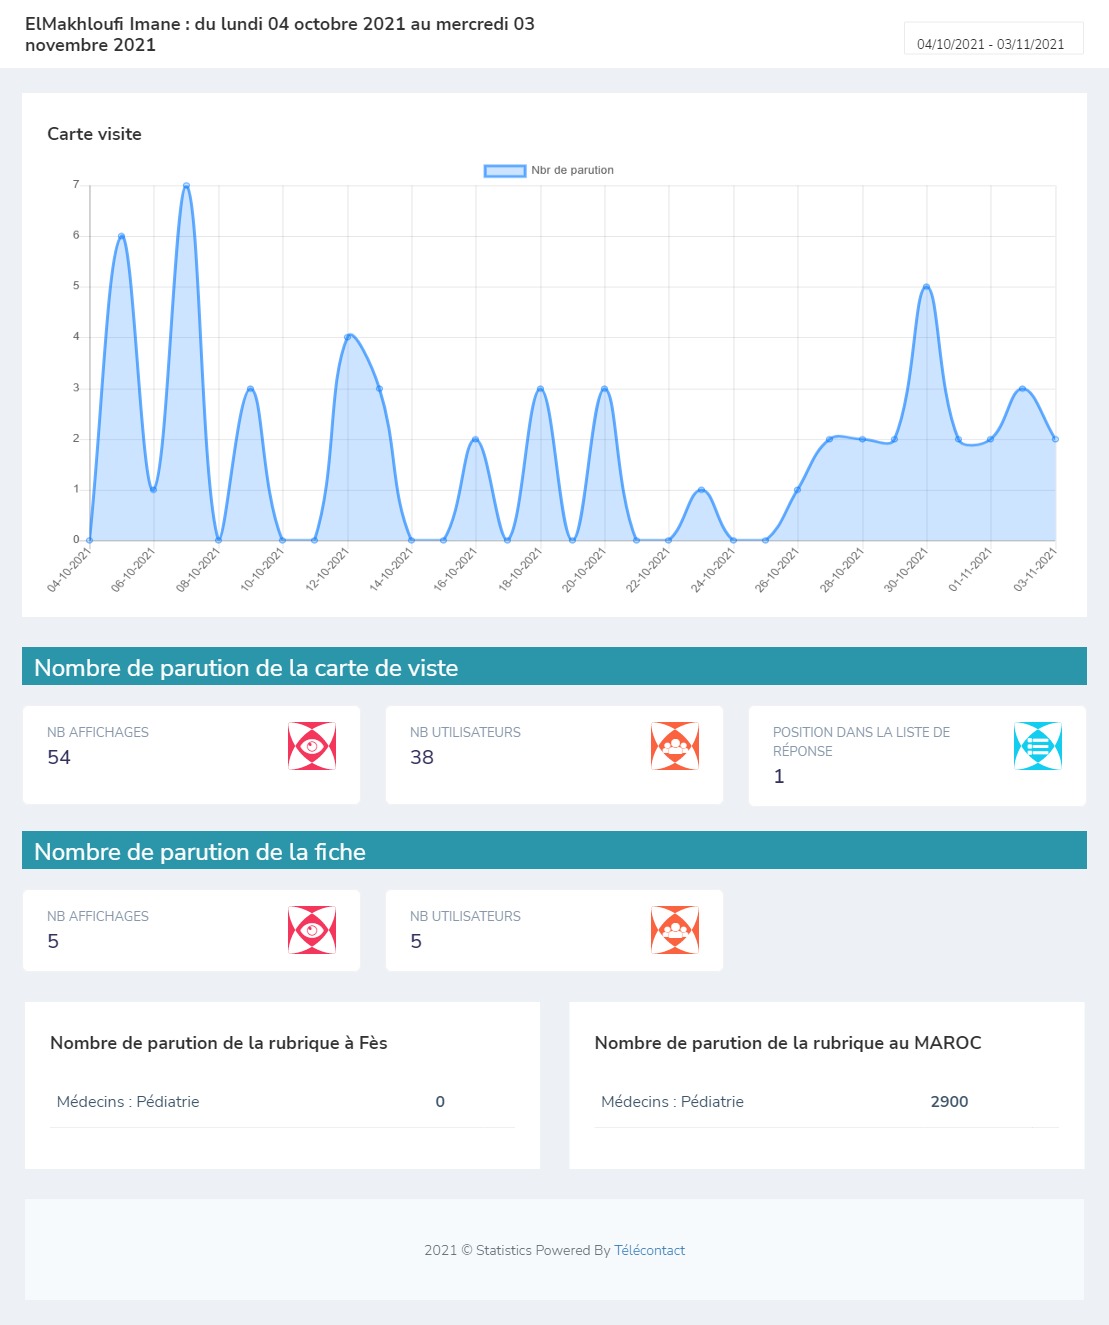 ElMakhloufi Imane : du lundi 04 octobre 2021 au mercredi 03
novembre 2021
04/10/2021 - 03/11/2021
Carte visite
Nbr de parution
7
6
5
4
3
2
1
0
04-10-2021
06-10-2021
08-10-2021
10-10-2021
12-10-2021
14-10-2021
16-10-2021
18-10-2021
20-10-2021
22-10-2021
24-10-2021
26-10-2021
28-10-2021
30-10-2021
01-11-2021
03-11-2021
Nombre de parution de la carte de viste
NB AFFICHAGES
54
NB UTILISATEURS
38
POSITION DANS LA LISTE DE
RÉPONSE
1
Nombre de parution de la fiche
NB AFFICHAGES
5
NB UTILISATEURS
5
Nombre de parution de la rubrique à Fès
Médecins : Pédiatrie 0
Nombre de parution de la rubrique au MAROC
Médecins : Pédiatrie 2900
2021 © Statistics Powered By Télécontact